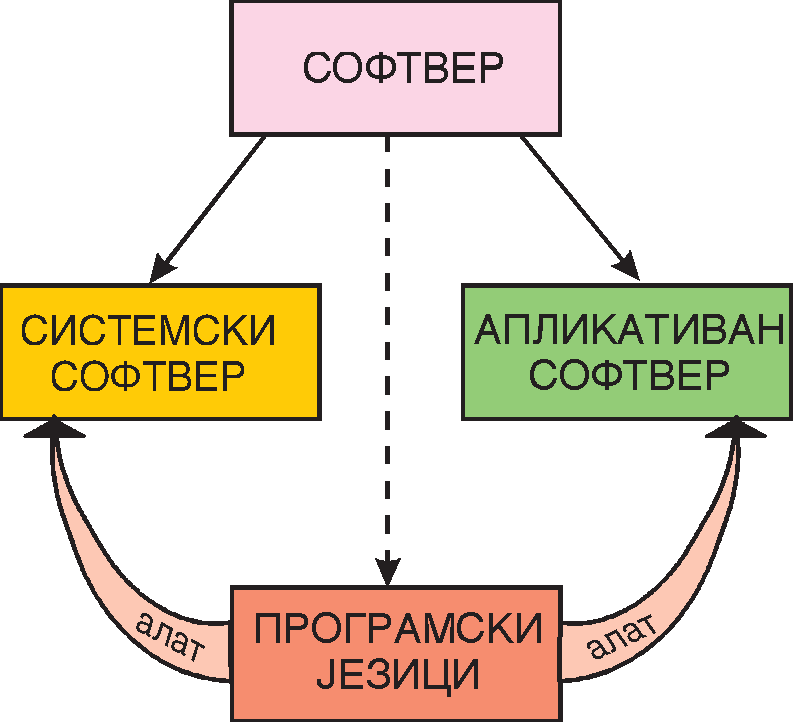 СОФТВЕР
СИСТЕМСКИ
СОФТВЕР
АПЛИКАТИВАН
СОФТВЕР
алат
алат
ПРОГРАМСКИ
ЈЕЗИЦИ